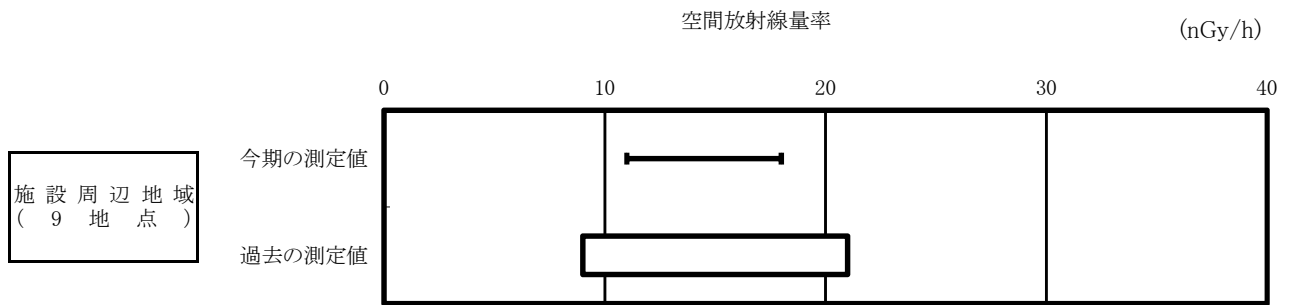 空間放射線量率
(nGy/h)
0 10 20 30 40
今期の測定値
施設周辺地域
(9地点)
過去の測定値